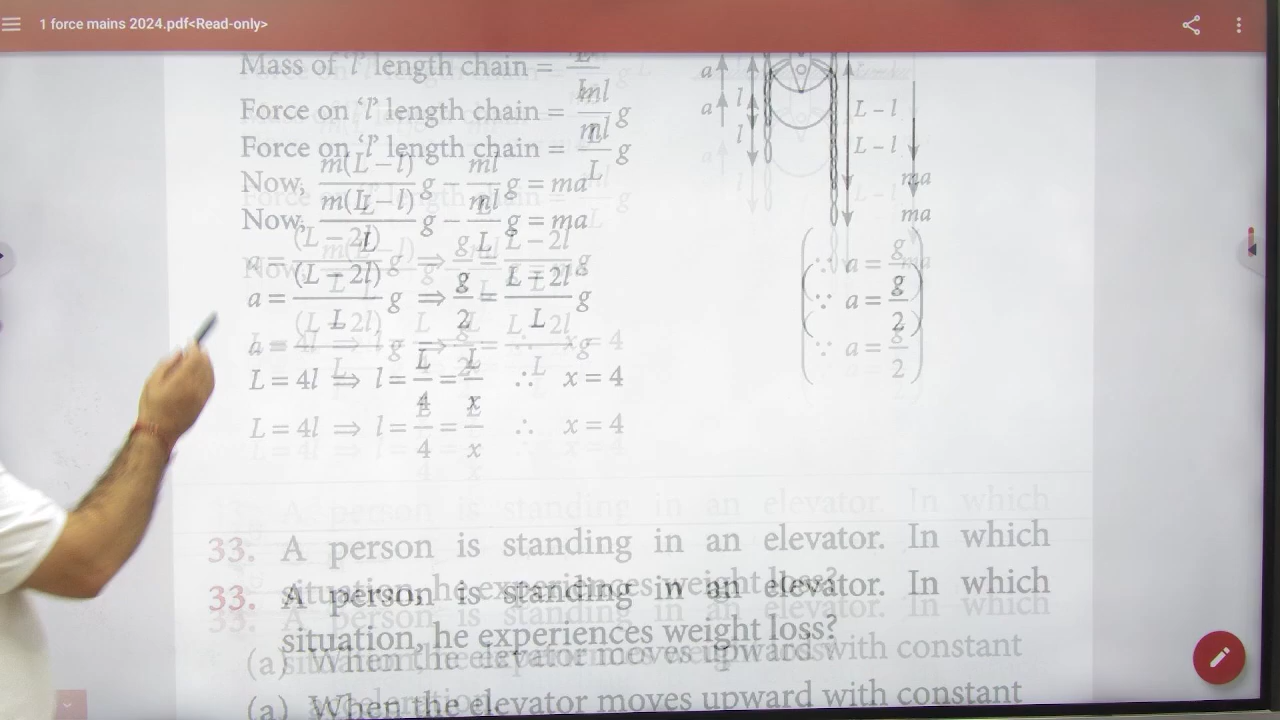 1 force mains 2024.pdf<Read-only>
Mass of 'l' length chain =
Force on 'l' length chain = ml/L g
Now, m(L – l)/L g – ml/L g = ma
a = (L – 2l)/L g ⇒ g/2 = L – 2l/L g
L = 4l ⇒ l = L/4 = L/x ∴ x = 4
a
l
L – l
ma
(∵ a = g/2)
33. A person is standing in an elevator. In which
situation, he experiences weight loss?
(a) When the elevator moves upward with constant